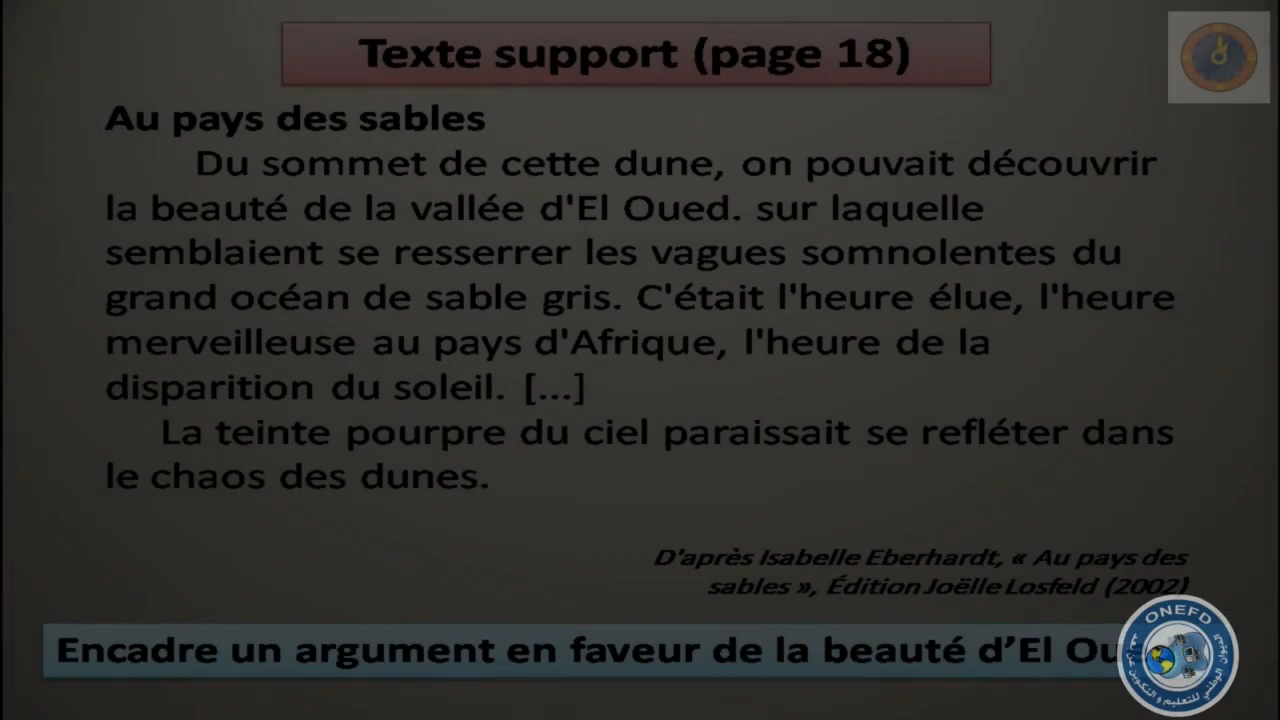 Texte support (page 18)
Au pays des sables
Du sommet de cette dune, on pouvait découvrir
la beauté de la vallée d'El Oued. sur laquelle
semblaient se resserrer les vagues somnolentes du
grand océan de sable gris. C'était l'heure élue, l'heure
merveilleuse au pays d'Afrique, l'heure de la
disparition du soleil. [...]
La teinte pourpre du ciel paraissait se refléter dans
le chaos des dunes.
D'après Isabelle Eberhardt, « Au pays des
sables », Édition Joëlle Losfeld (2002)
Encadre un argument en faveur de la beauté d’El Ou
ONEFD